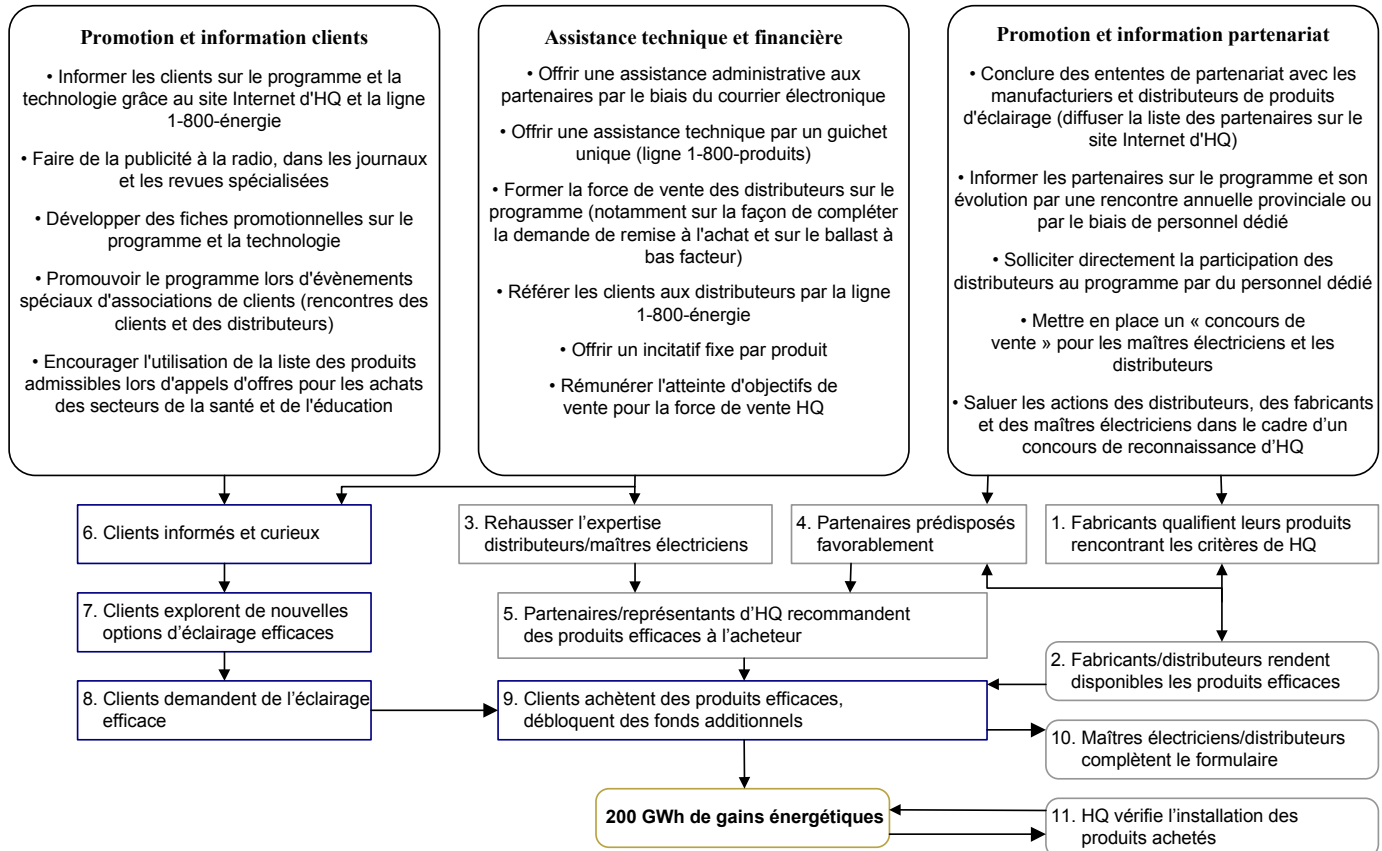 Promotion et information clients
• Informer les clients sur le programme et la
technologie grâce au site Internet d'HQ et la ligne
1-800-énergie
• Faire de la publicité à la radio, dans les journaux
et les revues spécialisées
• Développer des fiches promotionnelles sur le
programme et la technologie
• Promouvoir le programme lors d'évènements
spéciaux d'associations de clients (rencontres des
clients et des distributeurs)
• Encourager l'utilisation de la liste des produits
admissibles lors d'appels d'offres pour les achats
des secteurs de la santé et de l'éducation
Assistance technique et financière
• Offrir une assistance administrative aux
partenaires par le biais du courrier électronique
• Offrir une assistance technique par un guichet
unique (ligne 1-800-produits)
• Former la force de vente des distributeurs sur le
programme (notamment sur la façon de compléter
la demande de remise à l'achat et sur le ballast à
bas facteur)
• Référer les clients aux distributeurs par la ligne
1-800-énergie
• Offrir un incitatif fixe par produit
• Rémunérer l'atteinte d'objectifs de
vente pour la force de vente HQ
Promotion et information partenariat
• Conclure des ententes de partenariat avec les
manufacturiers et distributeurs de produits
d'éclairage (diffuser la liste des partenaires sur le
site Internet d'HQ)
• Informer les partenaires sur le programme et son
évolution par une rencontre annuelle provinciale ou
par le biais de personnel dédié
• Solliciter directement la participation des
distributeurs au programme par du personnel dédié
• Mettre en place un « concours de
vente » pour les maîtres électriciens et les
distributeurs
• Saluer les actions des distributeurs, des fabricants
et des maîtres électriciens dans le cadre d’un
concours de reconnaissance d’HQ
6. Clients informés et curieux
3. Rehausser l’expertise
distributeurs/maîtres électriciens
4. Partenaires prédisposés
favorablement
1. Fabricants qualifient leurs produits
rencontrant les critères de HQ
7. Clients explorent de nouvelles
options d’éclairage efficaces
5. Partenaires/représentants d’HQ recommandent
des produits efficaces à l’acheteur
2. Fabricants/distributeurs rendent
disponibles les produits efficaces
8. Clients demandent de l’éclairage
efficace
9. Clients achètent des produits efficaces,
débloquent des fonds additionnels
10. Maîtres électriciens/distributeurs
complètent le formulaire
200 GWh de gains énergétiques
11. HQ vérifie l’installation des
produits achetés